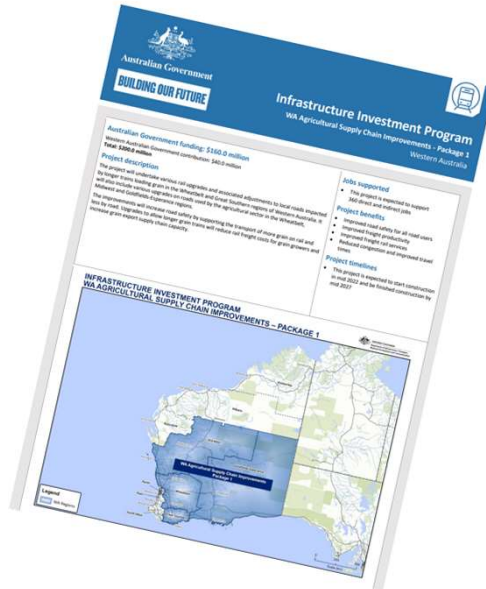 Australian Government
BUILDING OUR FUTURE
Infrastructure Investment Program
WA Agricultural Supply Chain Improvements - Package 1
Western Australia
Australian Government funding: $160.0 million
Western Australian Government contribution: $40.0 million
Total: $200.0 million
Project description
The project will undertake various rail upgrades and associated adjustments to local roads impacted
by longer trains loading grain in the Wheatbelt and Great Southern regions of Western Australia. It
will also include various upgrades on roads used by the agricultural sector in the Wheatbelt,
Midwest and Goldfields-Esperance regions.
The improvements will increase road safety by supporting the transport of more grain on rail and
less by road. Upgrades to allow longer grain trains will reduce rail freight costs for grain growers and
increase grain export supply chain capacity.
Jobs supported
• This project is expected to support
360 direct and indirect jobs
Project benefits
• Improved road safety for all road users
• Improved freight productivity
• Improved freight rail services
• Reduced congestion and improved travel
times
Project timelines
• This project is expected to start construction
in mid 2022 and be finished construction by
mid 2027
INFRASTRUCTURE INVESTMENT PROGRAM
WA AGRICULTURAL SUPPLY CHAIN IMPROVEMENTS – PACKAGE 1
WA Agricultural Supply Chain Improvements
Package 1
Legend
WA Regions